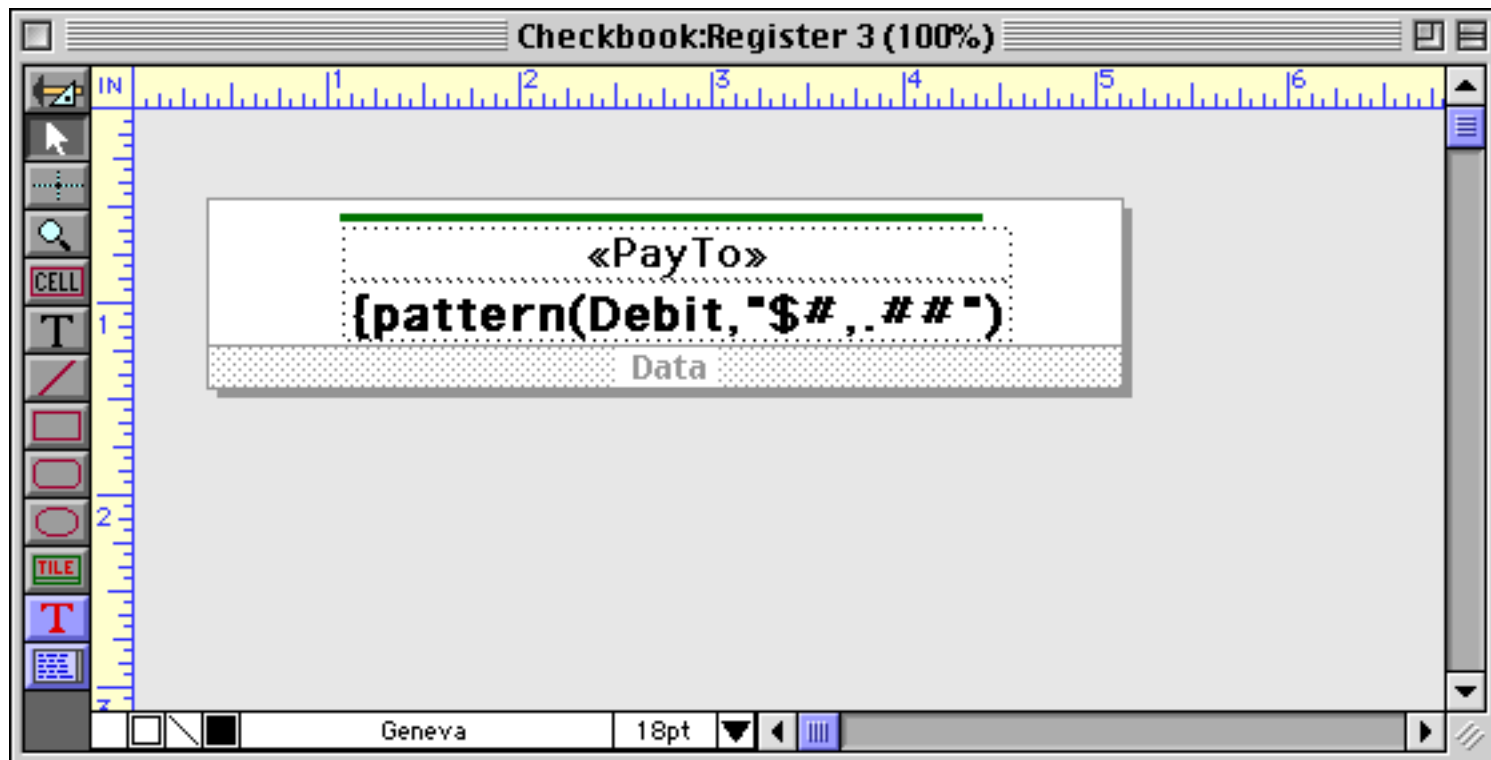 Checkbook:Register 3 (100%)
IN 1 2 3 4 5 6
CELL
T
TILE
T
1
2
3
«PayTo»
{pattern(Debit,"$#,.##")
Data
Geneva 18pt